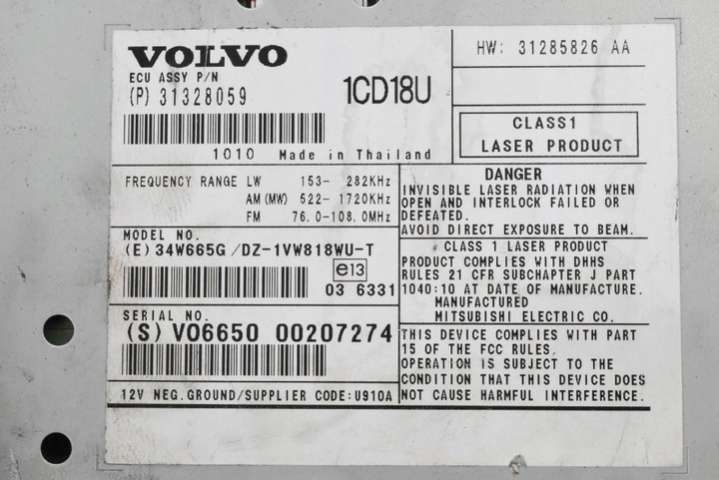 VOLVO
ECU ASSY P/N
(P) 31328059
1CD18U
1010 Made in Thailand
HW: 31285826 AA
CLASS1
LASER PRODUCT
FREQUENCY RANGE LW 153- 282KHz
AM(MW) 522- 1720KHz
FM 76.0-108.0MHz
DANGER
INVISIBLE LASER RADIATION WHEN
OPEN AND INTERLOCK FAILED OR
DEFEATED.
AVOID DIRECT EXPOSURE TO BEAM.
MODEL NO.
(E) 34W665G/DZ-1VW818WU-T
e13
03 6331
CLASS 1 LASER PRODUCT
PRODUCT COMPLIES WITH DHHS
RULES 21 CFR SUBCHAPTER J PART
1040:10 AT DATE OF MANUFACTURE.
MANUFACTURED
MITSUBISHI ELECTRIC CO.
SERIAL NO.
(S) V06650 00207274
THIS DEVICE COMPLIES WITH PART
15 OF THE FCC RULES.
OPERATION IS SUBJECT TO THE
CONDITION THAT THIS DEVICE DOES
NOT CAUSE HARMFUL INTERFERENCE.
12V NEG.GROUND/SUPPLIER CODE:U910A